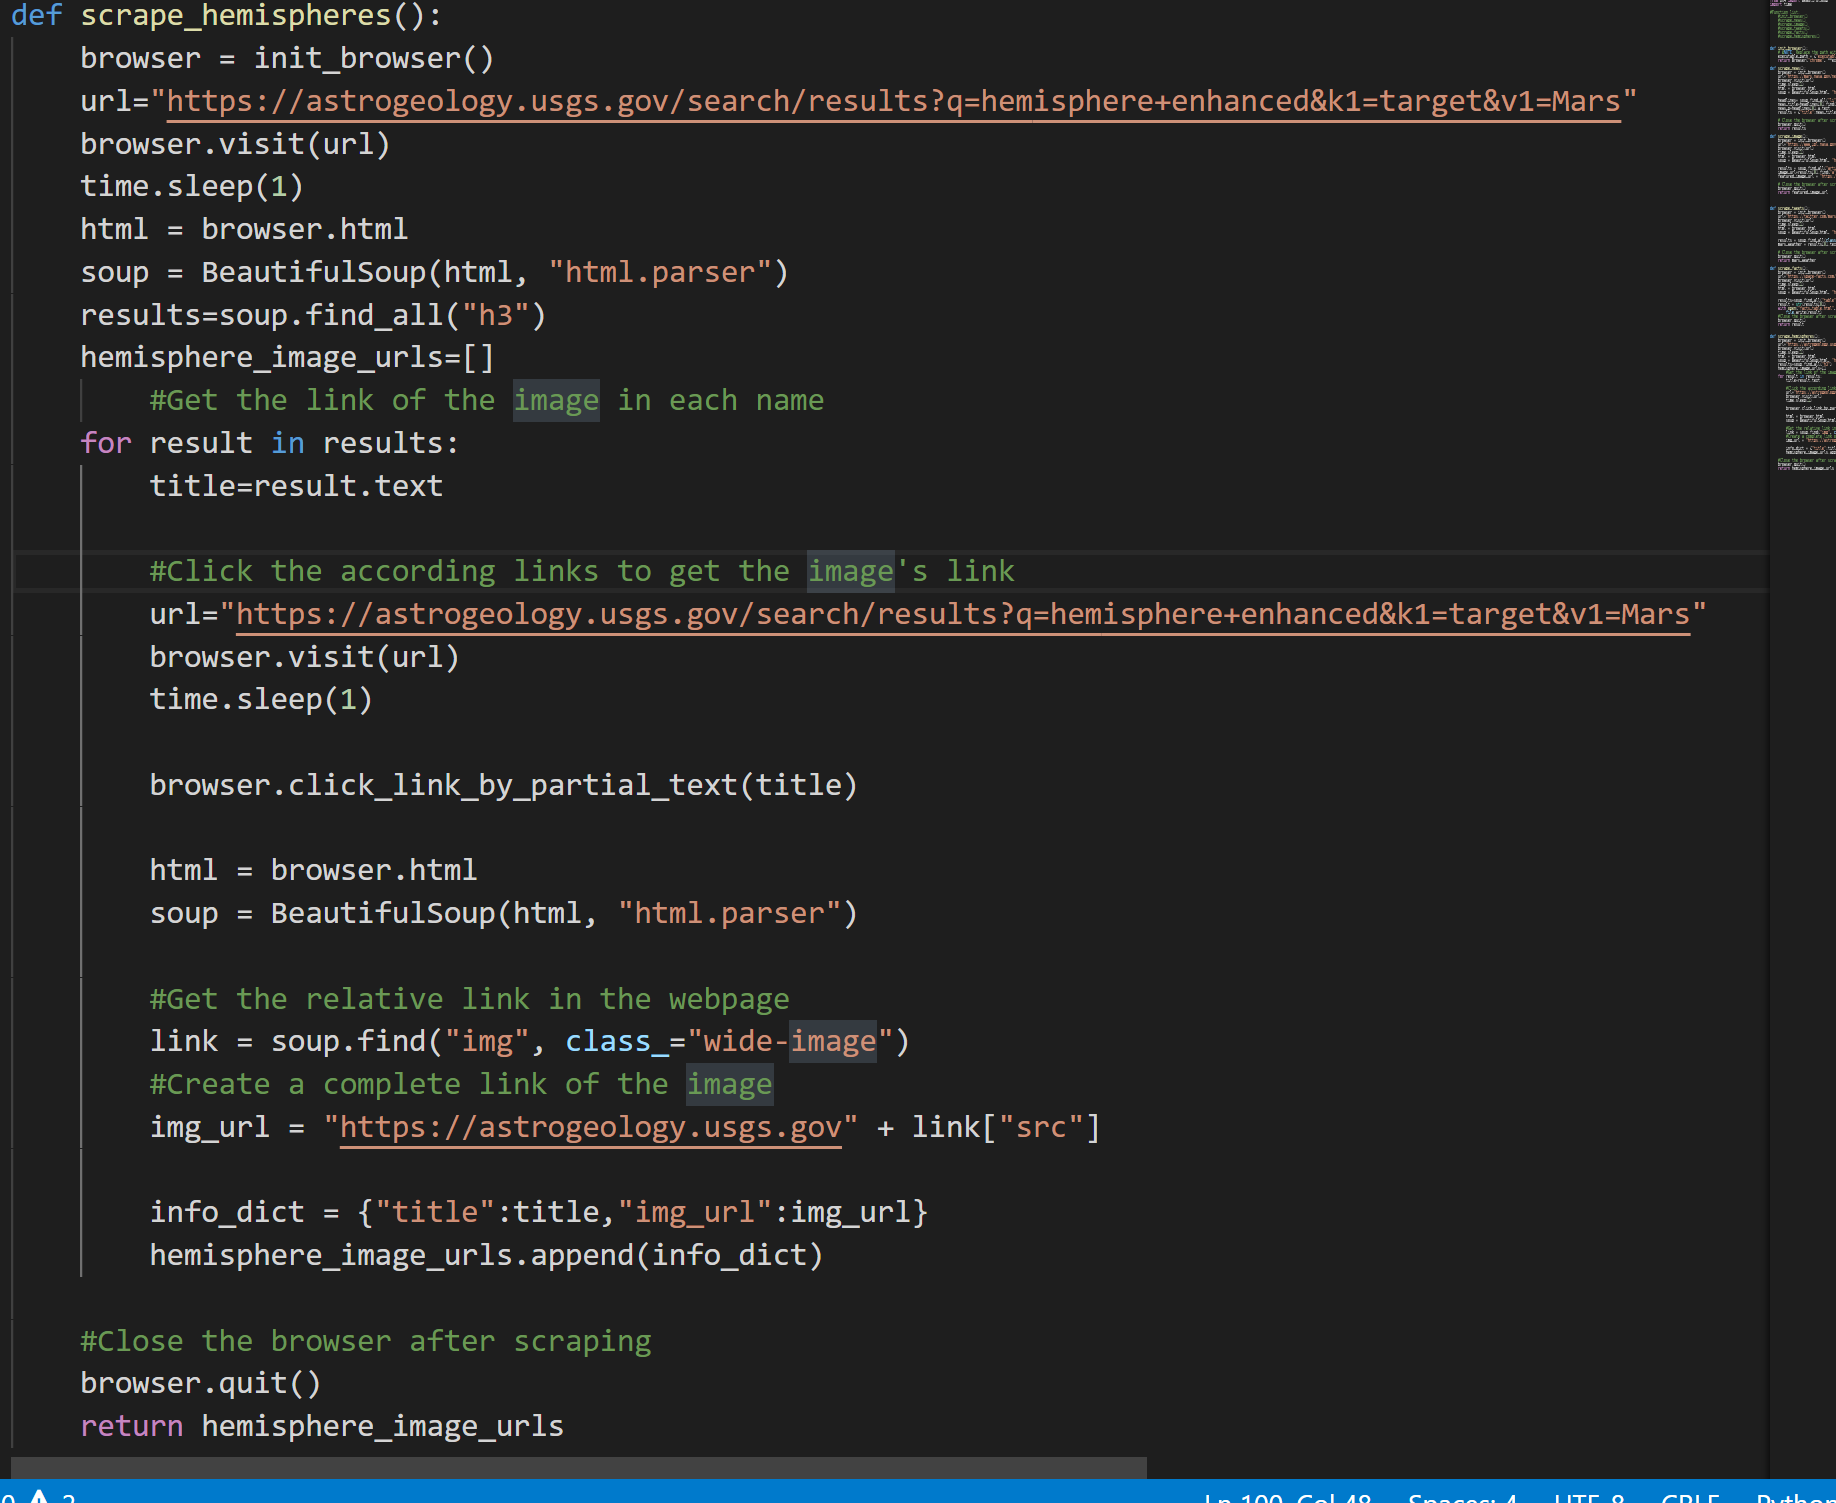 def scrape_hemispheres():
browser = init_browser()
url="https://astrogeology.usgs.gov/search/results?q=hemisphere+enhanced&k1=target&v1=Mars"
browser.visit(url)
time.sleep(1)
html = browser.html
soup = BeautifulSoup(html, "html.parser")
results=soup.find_all("h3")
hemisphere_image_urls=[]
#Get the link of the image in each name
for result in results:
title=result.text
#Click the according links to get the image's link
url="https://astrogeology.usgs.gov/search/results?q=hemisphere+enhanced&k1=target&v1=Mars"
browser.visit(url)
time.sleep(1)
browser.click_link_by_partial_text(title)
html = browser.html
soup = BeautifulSoup(html, "html.parser")
#Get the relative link in the webpage
link = soup.find("img", class_="wide-image")
#Create a complete link of the image
img_url = "https://astrogeology.usgs.gov" + link["src"]
info_dict = {"title":title,"img_url":img_url}
hemisphere_image_urls.append(info_dict)
#Close the browser after scraping
browser.quit()
return hemisphere_image_urls
Ln 100, Col 48 Spaces: 4 UTF-8 CRLF Python